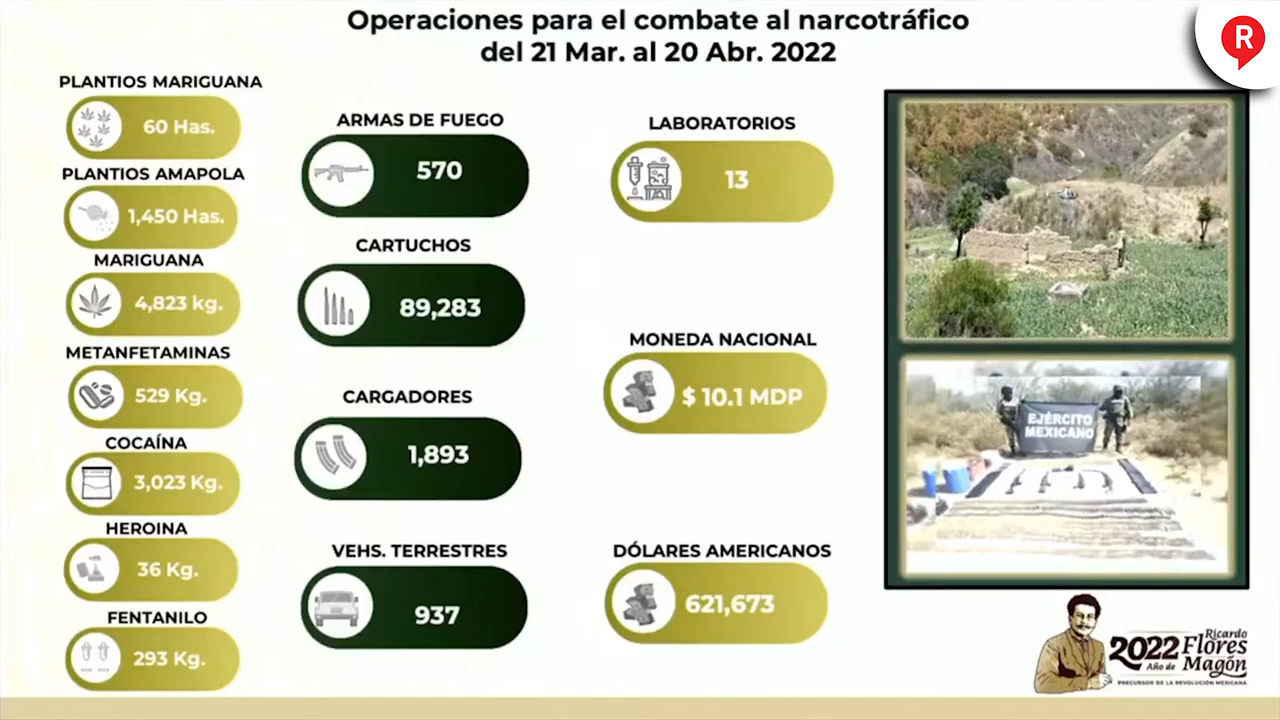 Operaciones para el combate al narcotráfico
del 21 Mar. al 20 Abr. 2022
R
PLANTIOS MARIGUANA
60 Has.
PLANTIOS AMAPOLA
1,450 Has.
MARIGUANA
4,823 kg.
METANFETAMINAS
529 Kg.
COCAÍNA
3,023 Kg.
HEROINA
36 Kg.
FENTANILO
293 Kg.
ARMAS DE FUEGO
570
CARTUCHOS
89,283
CARGADORES
1,893
VEHS. TERRESTRES
937
LABORATORIOS
13
MONEDA NACIONAL
$ 10.1 MDP
DÓLARES AMERICANOS
621,673
EJÉRCITO
MEXICANO
2022
Año de
Ricardo
Flores
Magón
PRECURSOR DE LA REVOLUCIÓN MEXICANA